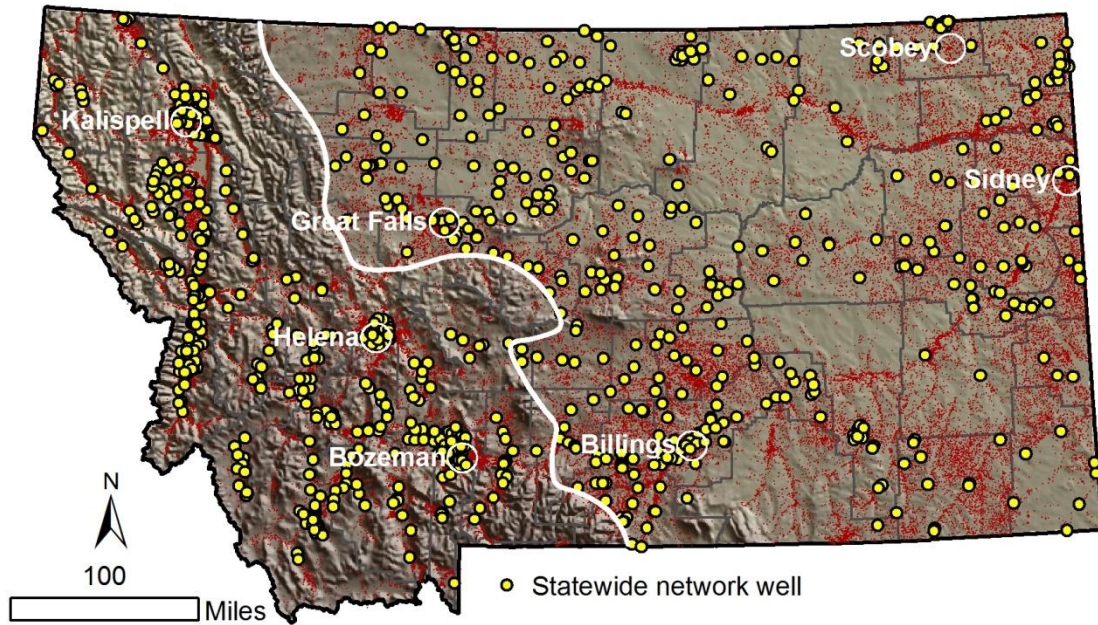 Scobey
Kalispell
Sidney
Great Falls
Helena
Bozeman
Billings
N
100
Miles
Statewide network well